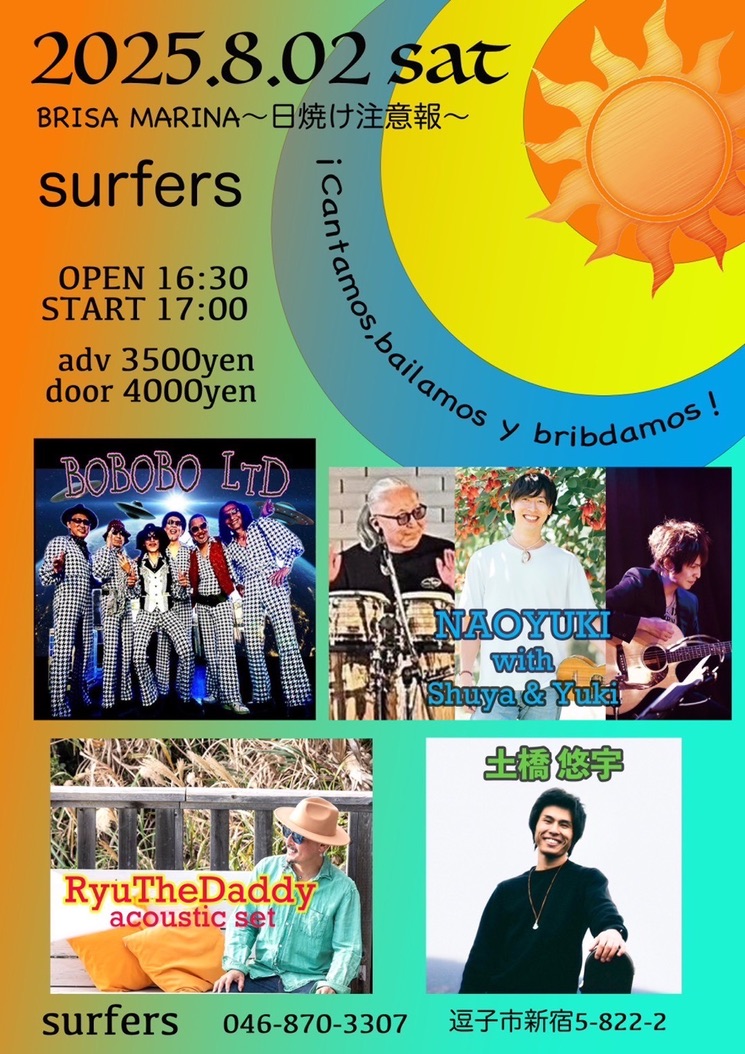 2025.8.02 sat
BRISA MARINA～日焼け注意報～
surfers
¡Cantamos,bailamos y bribdamos!
OPEN 16:30
START 17:00
adv 3500yen
door 4000yen
BOBOBO LTD
NAOYUKI
with
Shuya & Yuki
土橋 悠宇
RyuTheDaddy
acoustic set
surfers 046-870-3307 逗子市新宿5-822-2